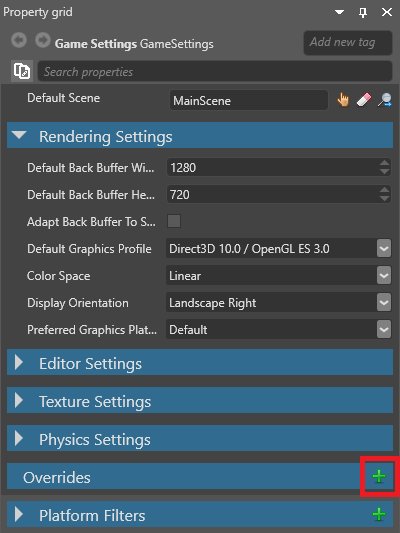 Property grid
Game Settings GameSettings
Add new tag
Search properties
Default Scene MainScene
Rendering Settings
Default Back Buffer Wi... 1280
Default Back Buffer He... 720
Adapt Back Buffer To S...
Default Graphics Profile Direct3D 10.0 / OpenGL ES 3.0
Color Space Linear
Display Orientation Landscape Right
Preferred Graphics Plat... Default
Editor Settings
Texture Settings
Physics Settings
Overrides
Platform Filters